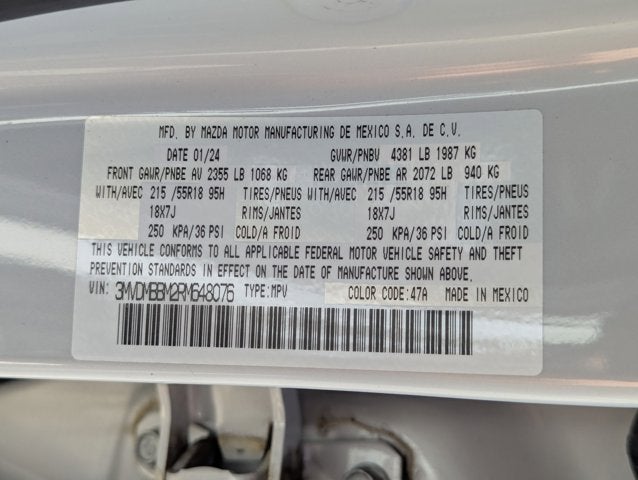 MFD. BY MAZDA MOTOR MANUFACTURING DE MEXICO S.A. DE C.V.
DATE 01/24 GVWR/PNBV 4381 LB 1987 KG
FRONT GAWR/PNBE AV 2355 LB 1068 KG REAR GAWR/PNBE AR 2072 LB 940 KG
WITH/AVEC 215 /55R18 95H TIRES/PNEUS WITH/AVEC 215 /55R18 95H TIRES/PNEUS
18X7J RIMS/JANTES 18X7J RIMS/JANTES
250 KPA/36 PSI COLD/A FROID 250 KPA/36 PSI COLD/A FROID
THIS VEHICLE CONFORMS TO ALL APPLICABLE FEDERAL MOTOR VEHICLE SAFETY AND THEFT
PREVENTION STANDARDS IN EFFECT ON THE DATE OF MANUFACTURE SHOWN ABOVE.
VIN: 3MVDMBBM2RM648076 TYPE:MPV COLOR CODE:47A MADE IN MEXICO